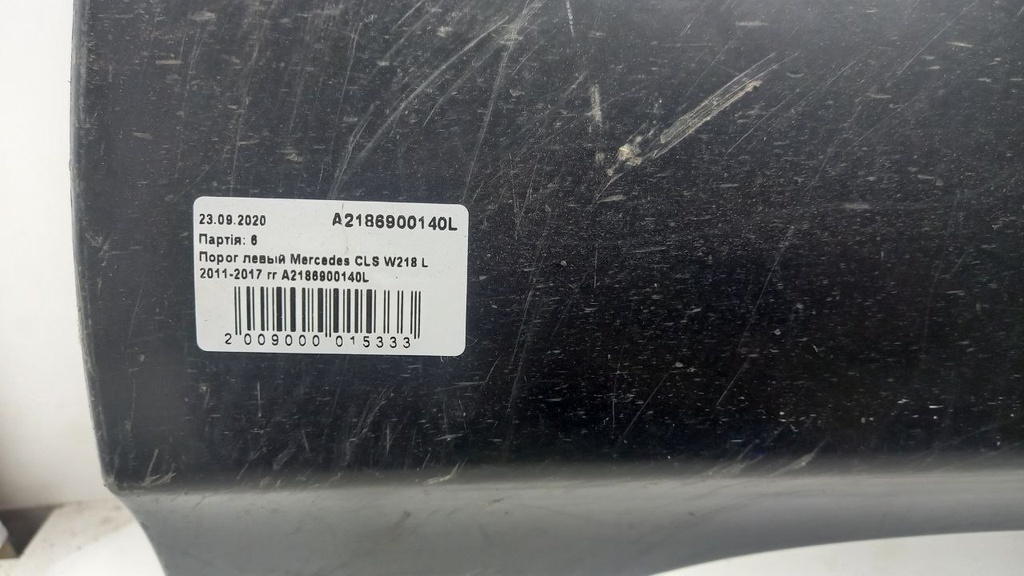 23.09.2020 A2186900140L
Партія: 6
Порог левый Mercedes CLS W218 L
2011-2017 гг A2186900140L
2 009000 015333